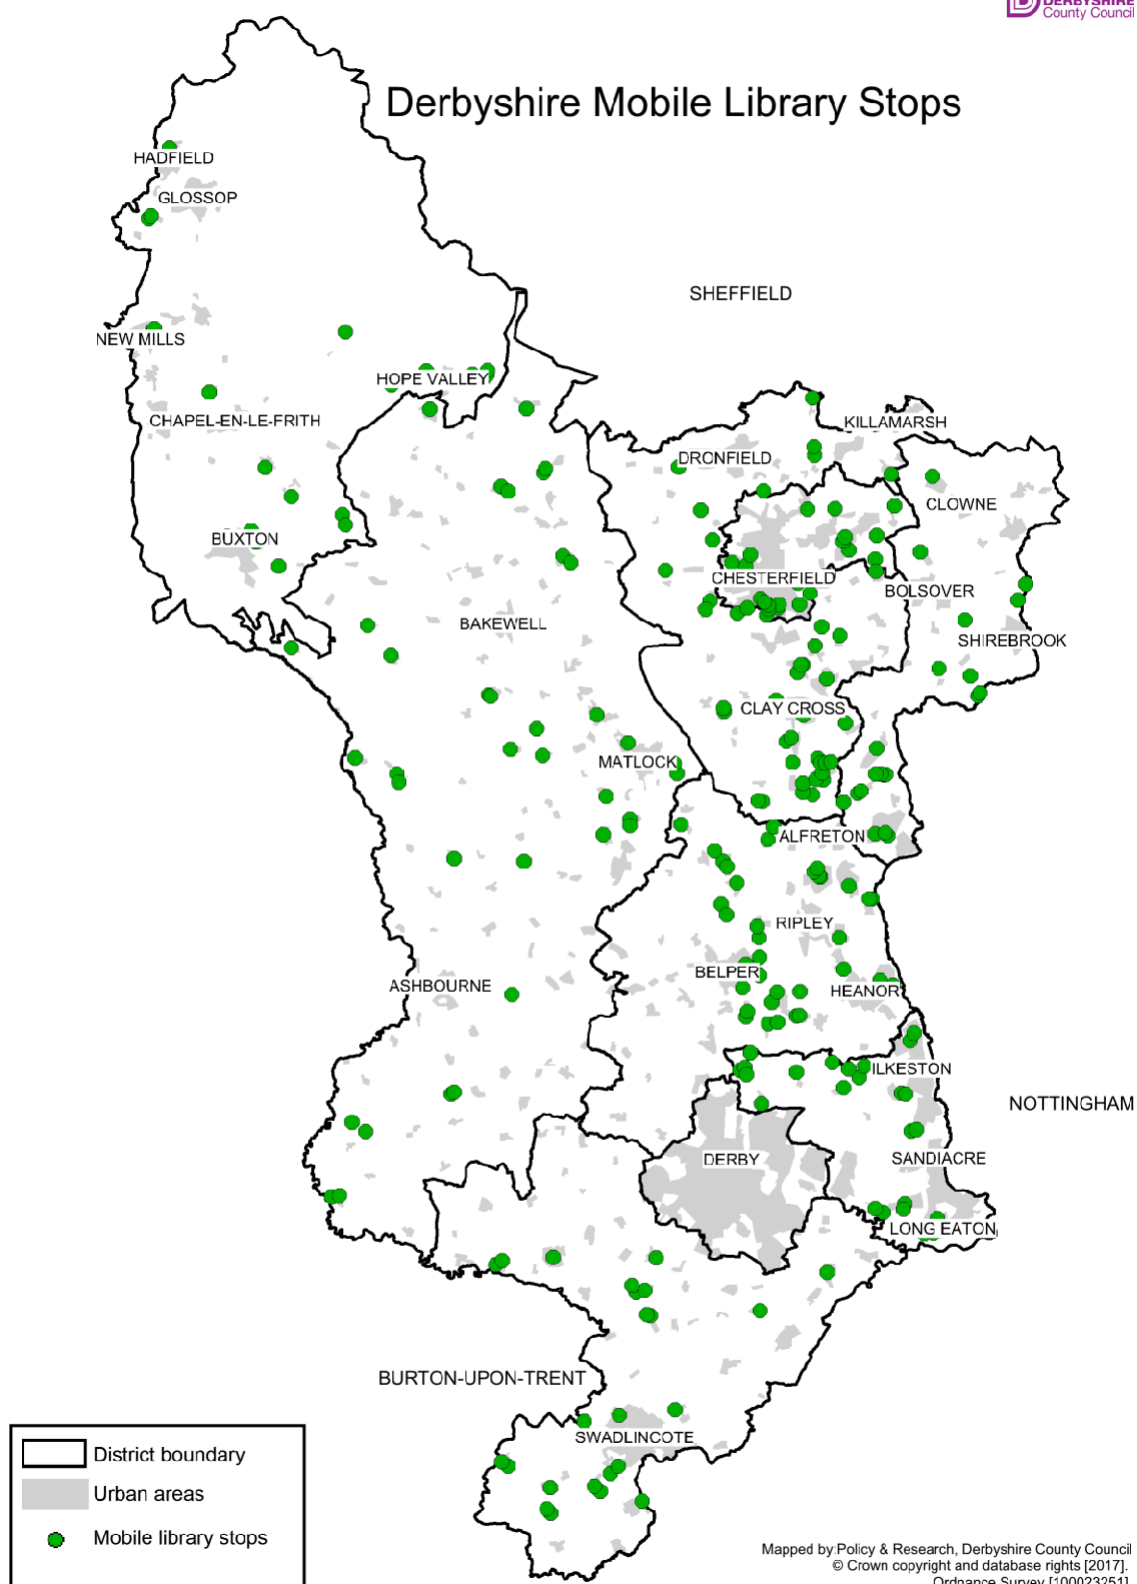 DERBYSHIRE
County Council
Derbyshire Mobile Library Stops
HADFIELD
GLOSSOP
SHEFFIELD
NEW MILLS
HOPE VALLEY
CHAPEL-EN-LE-FRITH
KILLAMARSH
DRONFIELD
CLOWNE
BUXTON
CHESTERFIELD
BOLSOVER
BAKEWELL
SHIREBROOK
CLAY CROSS
MATLOCK
ALFRETON
RIPLEY
BELPER
ASHBOURNE
HEANOR
ILKESTON
NOTTINGHAM
DERBY
SANDIACRE
LONG EATON
BURTON-UPON-TRENT
SWADLINCOTE
District boundary
Urban areas
Mobile library stops
Mapped by Policy & Research, Derbyshire County Council
© Crown copyright and database rights [2017].
Ordnance Survey [100023251]